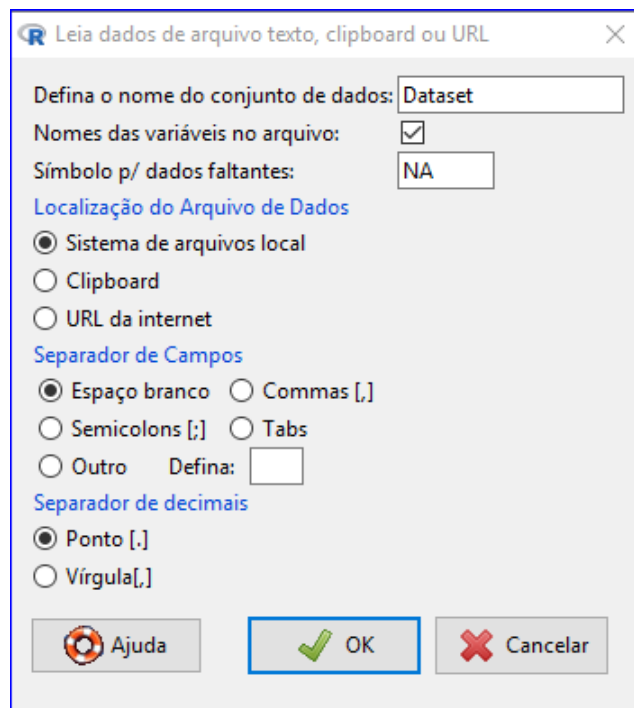 Leia dados de arquivo texto, clipboard ou URL
Defina o nome do conjunto de dados: Dataset
Nomes das variáveis no arquivo:
Símbolo p/ dados faltantes: NA
Localização do Arquivo de Dados
Sistema de arquivos local
Clipboard
URL da internet
Separador de Campos
Espaço branco Commas [,]
Semicolons [;] Tabs
Outro Defina:
Separador de decimais
Ponto [.]
Vírgula[,]
Ajuda OK Cancelar